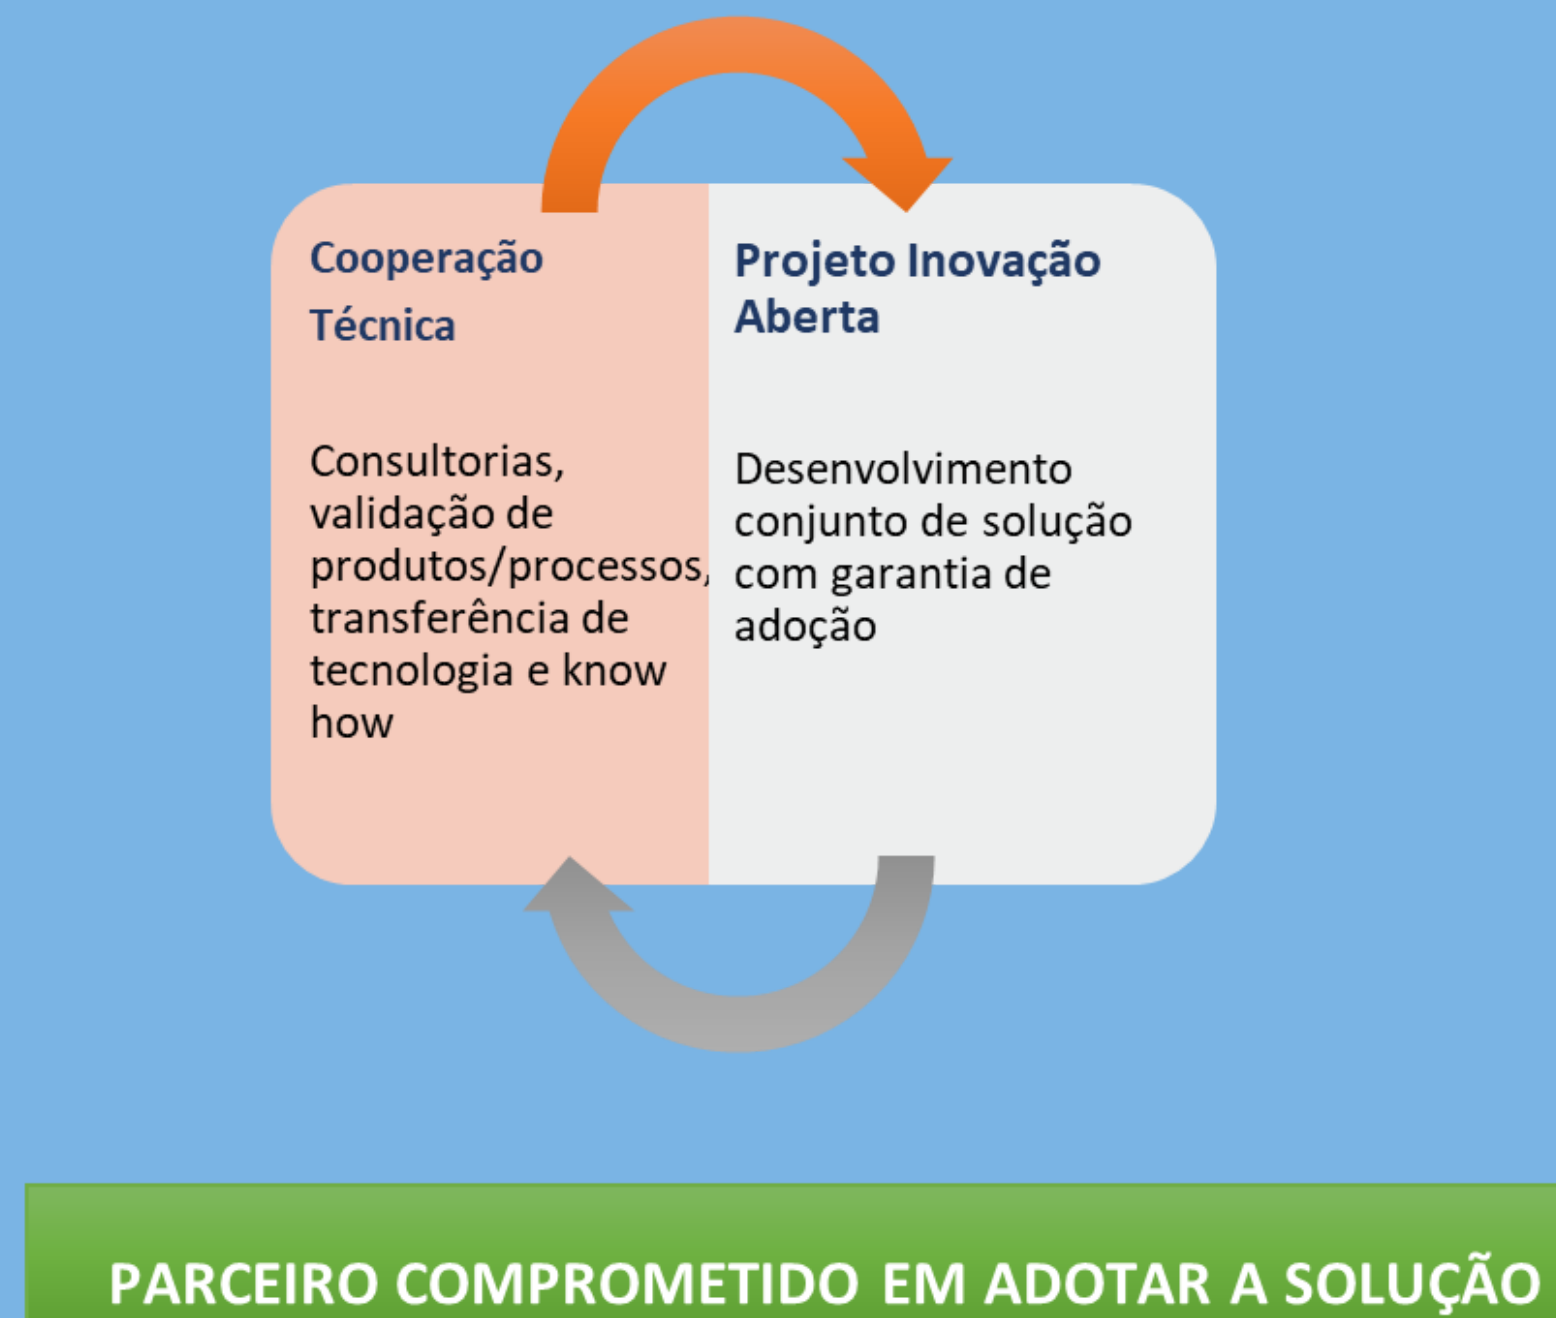 Cooperação
Técnica
Consultorias,
validação de
produtos/processos,
transferência de
tecnologia e know
how
Projeto Inovação
Aberta
Desenvolvimento
conjunto de solução
com garantia de
adoção
PARCEIRO COMPROMETIDO EM ADOTAR A SOLUÇÃO